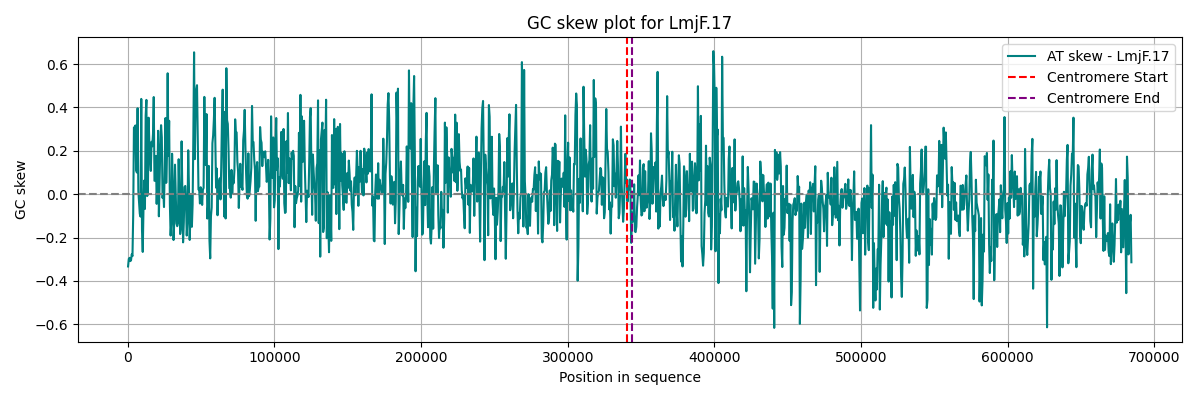 GC skew plot for LmjF.17
AT skew - LmjF.17
Centromere Start
Centromere End
GC skew
0.6
0.4
0.2
0.0
−0.2
−0.4
−0.6
0 100000 200000 300000 400000 500000 600000 700000
Position in sequence